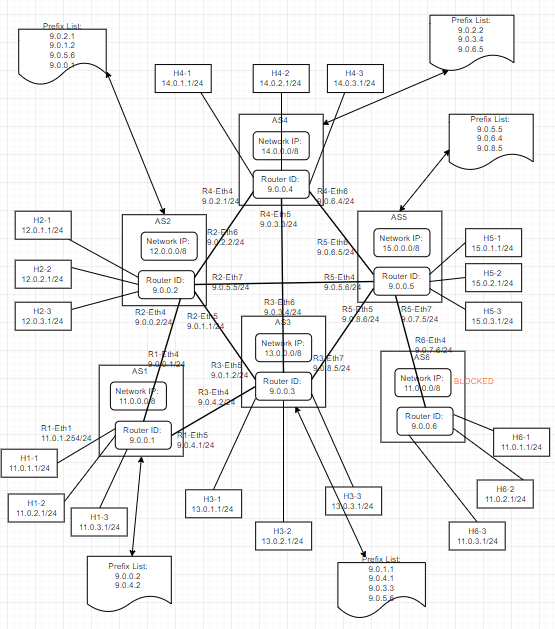 Prefix List:
9.0.2.1
9.0.1.2
9.0.5.6
9.0.0.1
Prefix List:
9.0.2.2
9.0.3.4
9.0.6.5
H4-1
14.0.1.1/24
H4-2
14.0.2.1/24
H4-3
14.0.3.1/24
Prefix List:
9.0.5.5
9.0.6.4
9.0.8.5
AS4
Network IP:
14.0.0.0/8
Router ID:
9.0.0.4
R4-Eth4
9.0.2.1/24
R4-Eth5
9.0.3.3/24
R4-Eth6
9.0.6.4/24
AS2
Network IP:
12.0.0.0/8
Router ID:
9.0.0.2
R2-Eth6
9.0.2.2/24
R2-Eth7
9.0.5.5/24
R2-Eth4
9.0.0.2/24
R2-Eth5
9.0.1.1/24
H2-1
12.0.1.1/24
H2-2
12.0.2.1/24
H2-3
12.0.3.1/24
AS5
Network IP:
15.0.0.0/8
Router ID:
9.0.0.5
R5-Eth6
9.0.6.5/24
R5-Eth4
9.0.5.6/24
R5-Eth5
9.0.8.6/24
R5-Eth7
9.0.7.5/24
H5-1
15.0.1.1/24
H5-2
15.0.2.1/24
H5-3
15.0.3.1/24
R3-Eth6
9.0.3.4/24
AS3
Network IP:
13.0.0.0/8
Router ID:
9.0.0.3
R3-Eth5
9.0.1.2/24
R3-Eth4
9.0.4.2/24
R3-Eth7
9.0.8.5/24
R1-Eth4
9.0.0.1/24
AS1
Network IP:
11.0.0.0/8
Router ID:
9.0.0.1
R1-Eth1
11.0.1.254/24
R1-Eth5
9.0.4.1/24
R6-Eth4
9.0.7.6/24
AS6
Network IP:
11.0.0.0/8
BLOCKED
Router ID:
9.0.0.6
H1-1
11.0.1.1/24
H1-2
11.0.2.1/24
H1-3
11.0.3.1/24
H3-1
13.0.1.1/24
H3-2
13.0.2.1/24
H3-3
13.0.3.1/24
H6-1
11.0.1.1/24
H6-2
11.0.2.1/24
H6-3
11.0.3.1/24
Prefix List:
9.0.0.2
9.0.4.2
Prefix List:
9.0.1.1
9.0.4.1
9.0.3.3
9.0.5.6